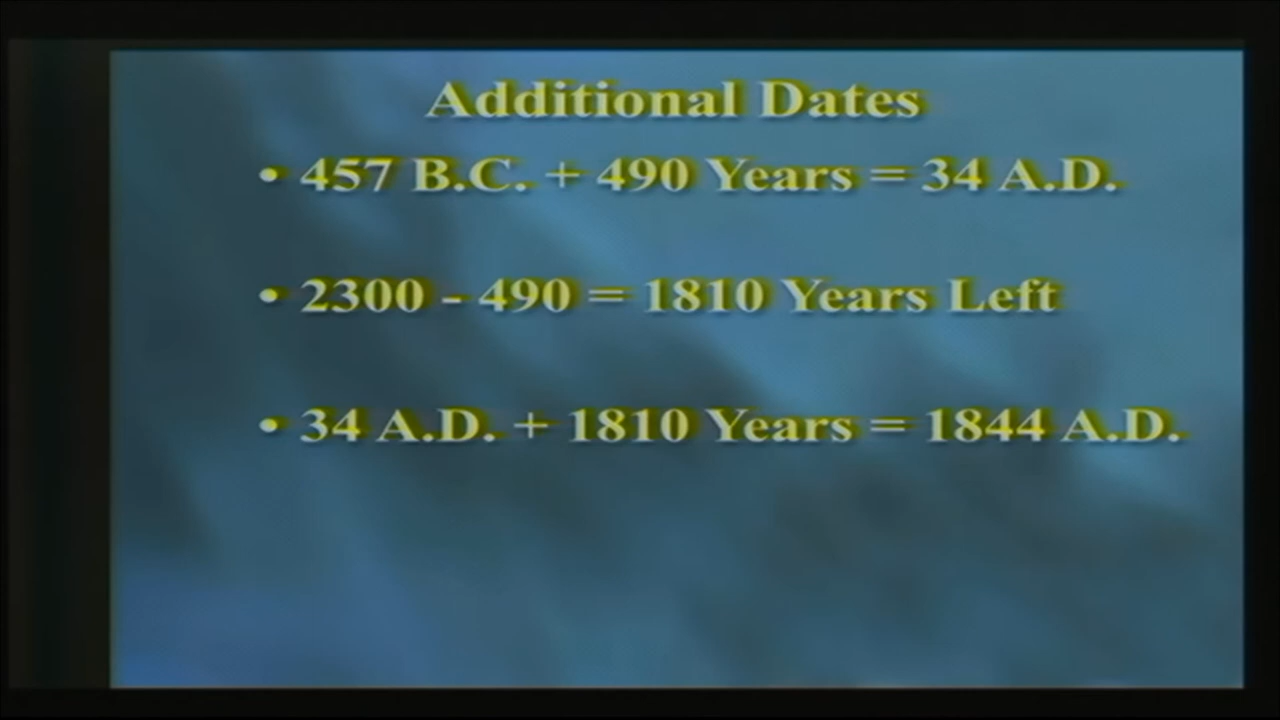 Additional Dates
• 457 B.C. + 490 Years = 34 A.D.
• 2300 - 490 = 1810 Years Left
• 34 A.D. + 1810 Years = 1844 A.D.